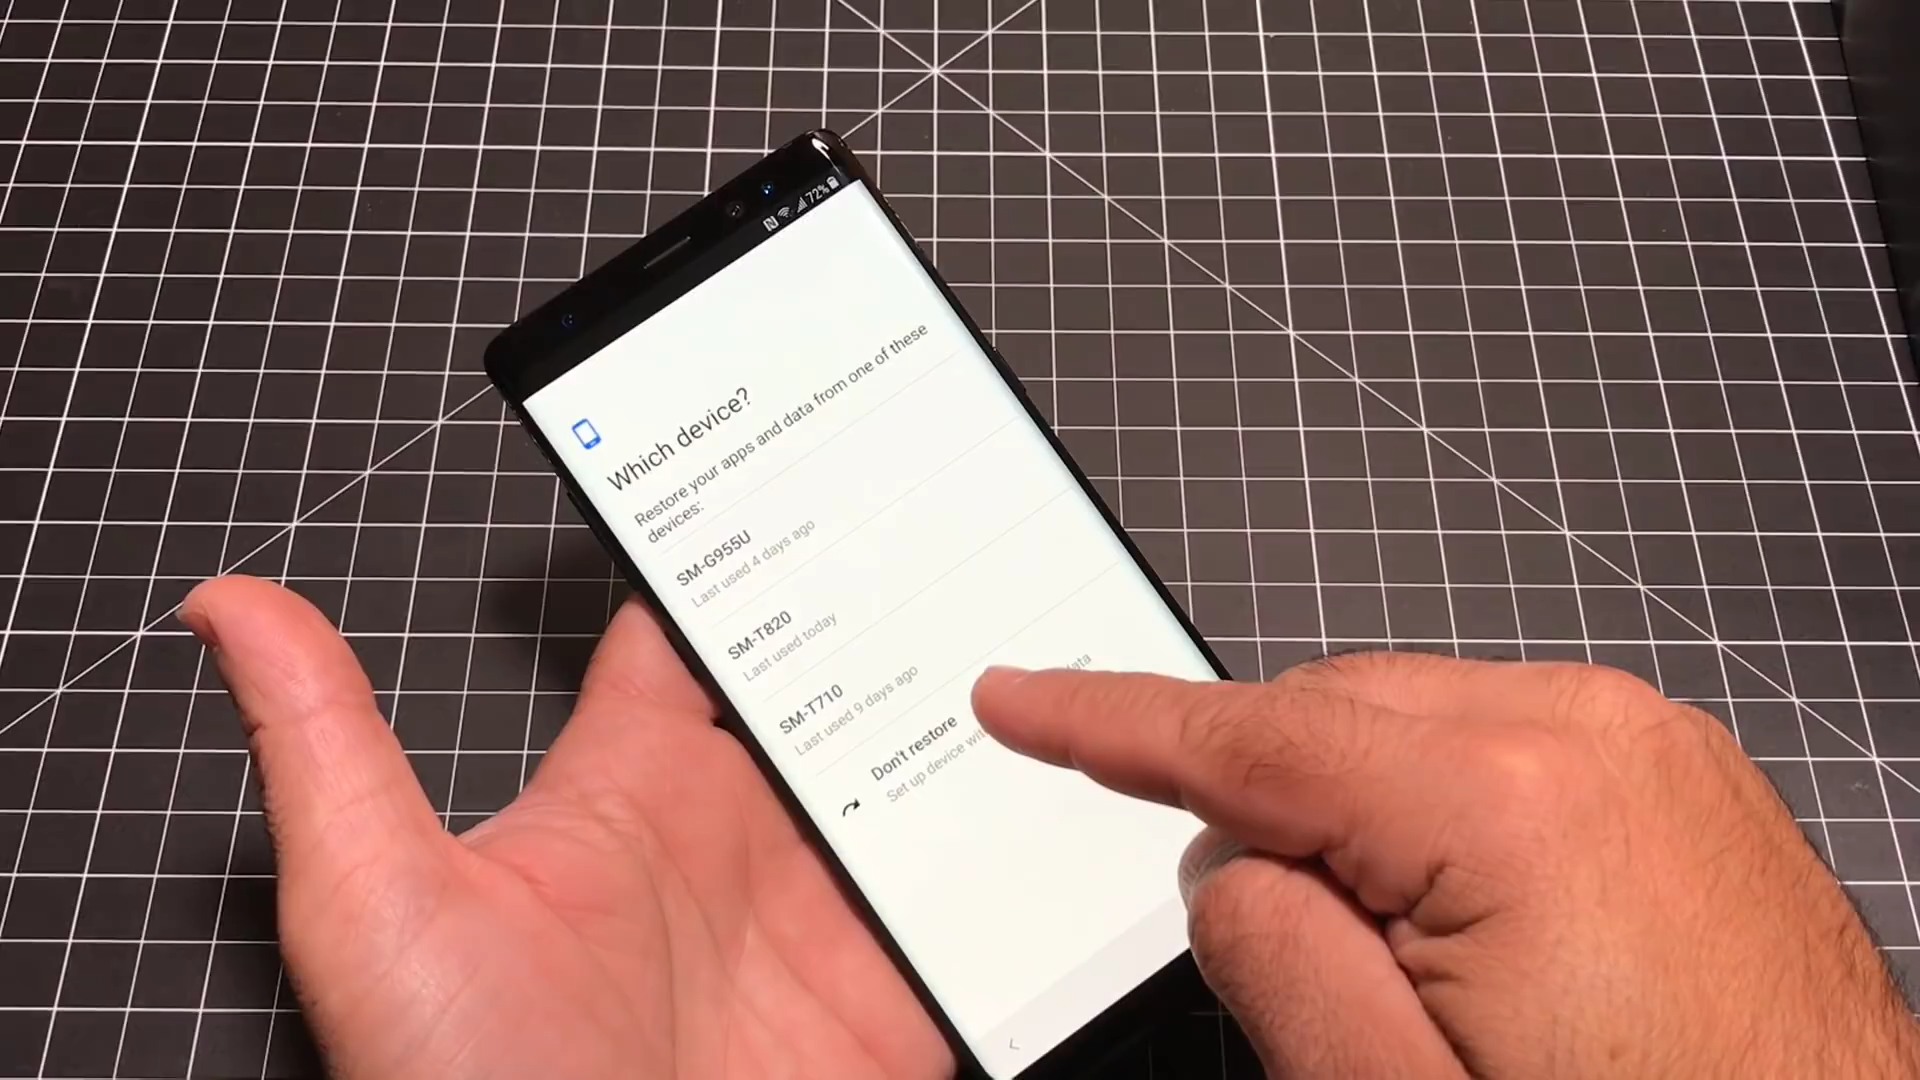 72%
Which device?
Restore your apps and data from one of these
devices:
SM-G955U
Last used 4 days ago
SM-T820
Last used today
SM-T710
Last used 9 days ago
Don't restore
Set up device data